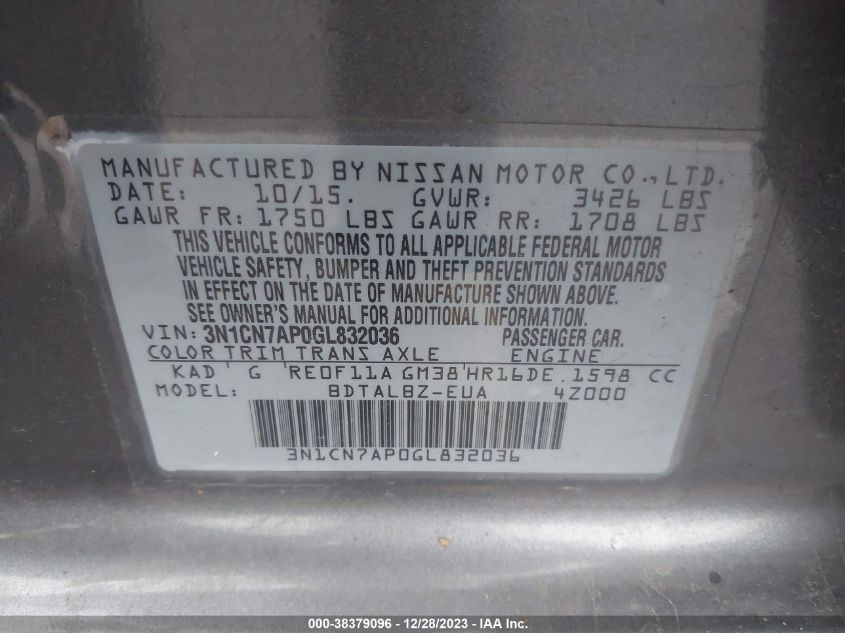 MANUFACTURED BY NISSAN MOTOR CO., LTD.
DATE: 10/15. GVWR: 3426 LBS
GAWR FR: 1750 LBS GAWR RR: 1708 LBS
THIS VEHICLE CONFORMS TO ALL APPLICABLE FEDERAL MOTOR
VEHICLE SAFETY, BUMPER AND THEFT PREVENTION STANDARDS
IN EFFECT ON THE DATE OF MANUFACTURE SHOWN ABOVE.
SEE OWNER'S MANUAL FOR ADDITIONAL INFORMATION.
VIN: 3N1CN7AP0GL832036 PASSENGER CAR.
COLOR TRIM TRANS AXLE ENGINE
KAD ' G 'RE0F11A GM38'HR16DE .1598 CC
MODEL: BDTALBZ-EUA 4Z000
3N1CN7AP0GL832036
000-38379096 - 12/28/2023 - IAA Inc.